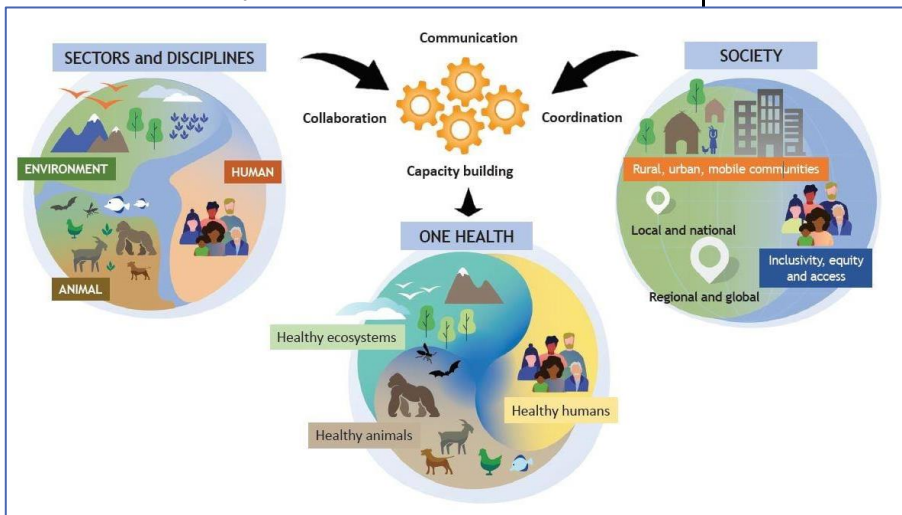 SECTORS and DISCIPLINES
ENVIRONMENT
HUMAN
ANIMAL
Communication
Collaboration
Coordination
Capacity building
SOCIETY
Rural, urban, mobile communities
Local and national
Regional and global
Inclusivity, equity
and access
ONE HEALTH
Healthy ecosystems
Healthy humans
Healthy animals